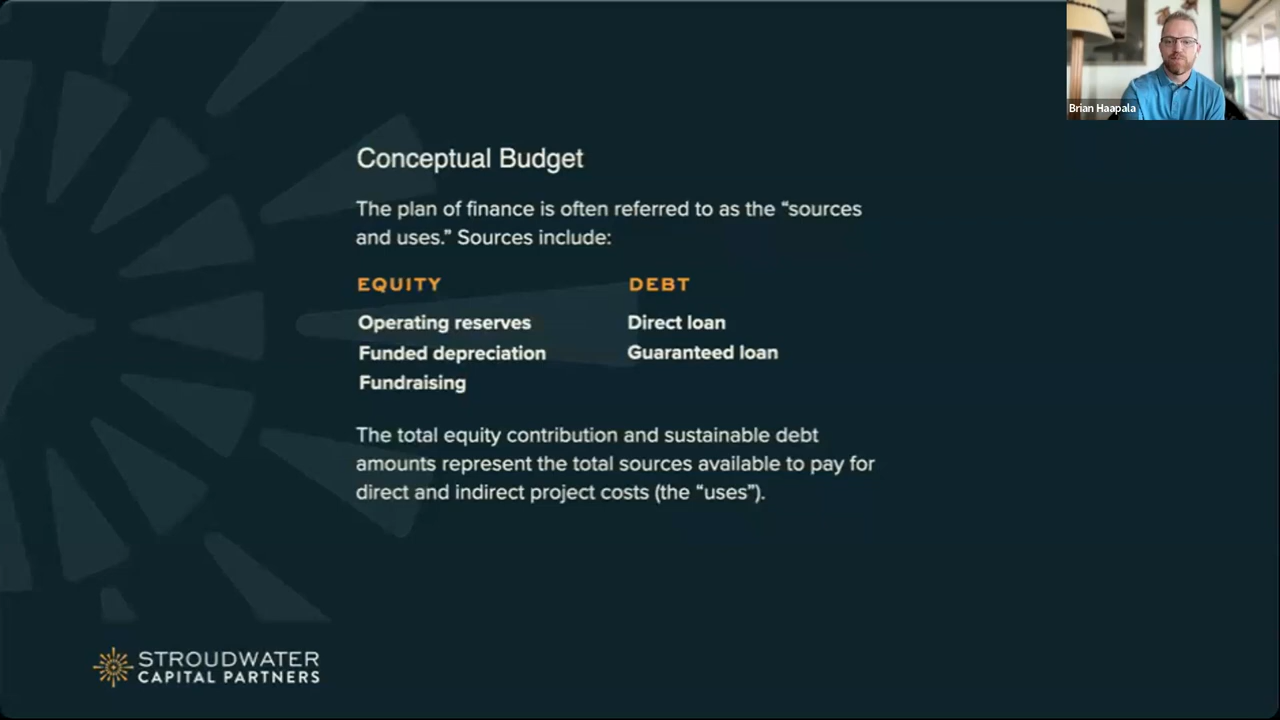 Brian Haapala
Conceptual Budget
The plan of finance is often referred to as the “sources
and uses.” Sources include:
EQUITY
Operating reserves
Funded depreciation
Fundraising
DEBT
Direct loan
Guaranteed loan
The total equity contribution and sustainable debt
amounts represent the total sources available to pay for
direct and indirect project costs (the “uses”).
STROUDWATER
CAPITAL PARTNERS